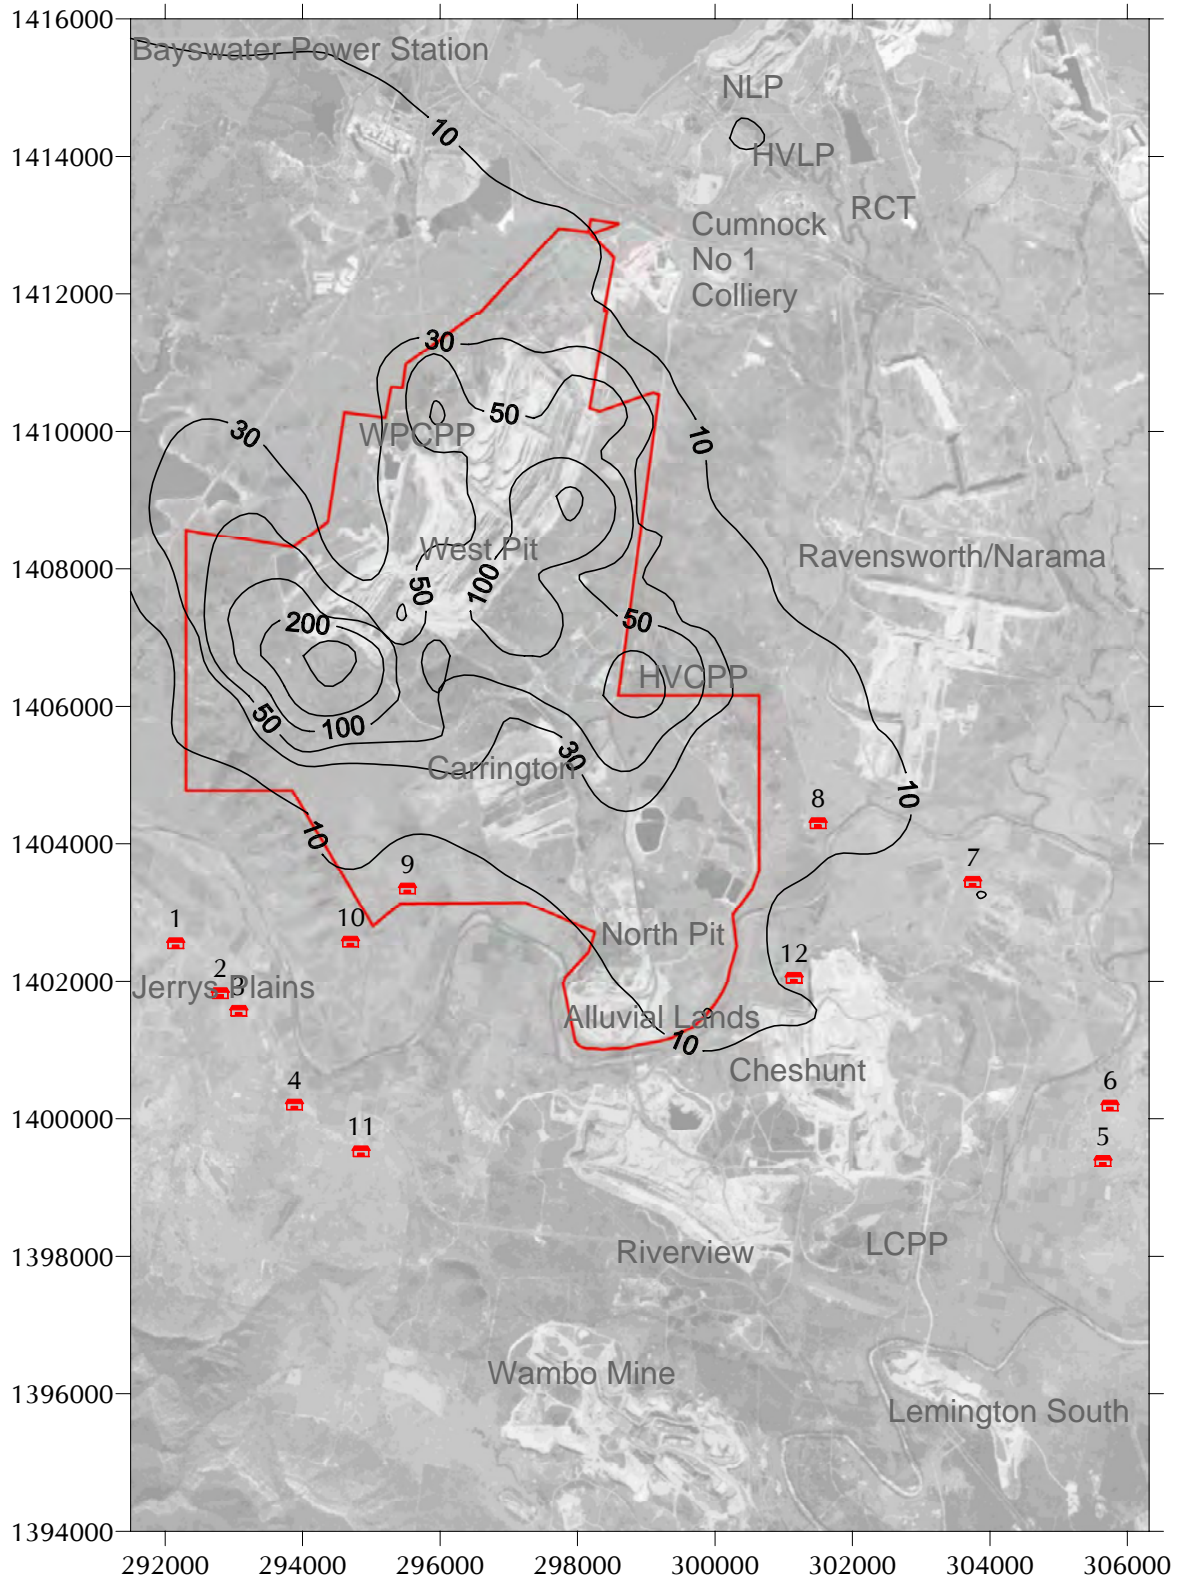 1416000
Bayswater Power Station
NLP
10
1414000
HVLP
RCT
Cumnock
No 1
Colliery
1412000
30
50
1410000
30
WPCPP
10
West Pit
Ravensworth/Narama
1408000
50
100
200
50
HVCPP
1406000
50
100
30
Carrington
10
8
1404000
10
9
7
1
10
North Pit
12
2
1402000
Jerrys Plains
3
Alluvial Lands
10
Cheshunt
4
6
1400000
11
5
LCPP
Riverview
1398000
Wambo Mine
1396000
Lemington South
1394000
292000 294000 296000 298000 300000 302000 304000 306000